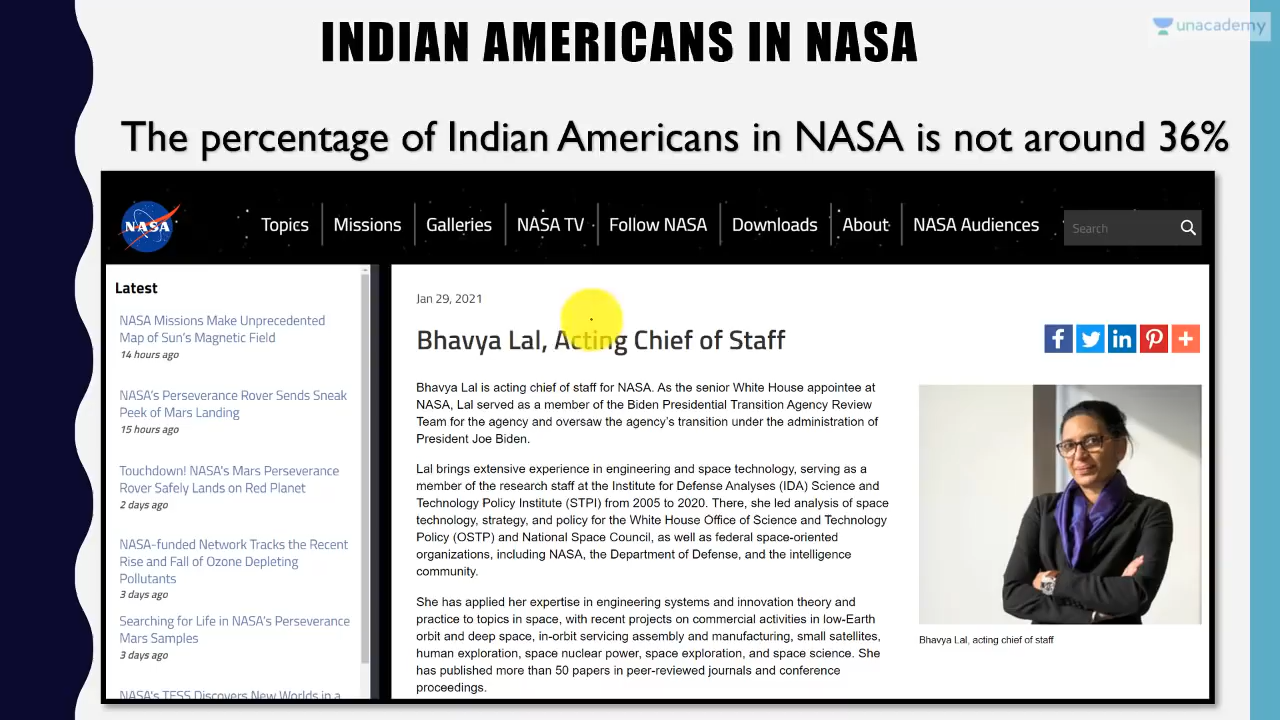 INDIAN AMERICANS IN NASA
unacademy
The percentage of Indian Americans in NASA is not around 36%
NASA
Topics
Missions
Galleries
NASA TV
Follow NASA
Downloads
About
NASA Audiences
Search
Latest
NASA Missions Make Unprecedented
Map of Sun's Magnetic Field
14 hours ago
NASA's Perseverance Rover Sends Sneak
Peek of Mars Landing
15 hours ago
Touchdown! NASA's Mars Perseverance
Rover Safely Lands on Red Planet
2 days ago
NASA-funded Network Tracks the Recent
Rise and Fall of Ozone Depleting
Pollutants
3 days ago
Searching for Life in NASA's Perseverance
Mars Samples
3 days ago
NASA's TESS Discovers New Worlds in a
Jan 29, 2021
Bhavya Lal, Acting Chief of Staff
Bhavya Lal is acting chief of staff for NASA. As the senior White House appointee at
NASA, Lal served as a member of the Biden Presidential Transition Agency Review
Team for the agency and oversaw the agency's transition under the administration of
President Joe Biden.
Lal brings extensive experience in engineering and space technology, serving as a
member of the research staff at the Institute for Defense Analyses (IDA) Science and
Technology Policy Institute (STPI) from 2005 to 2020. There, she led analysis of space
technology, strategy, and policy for the White House Office of Science and Technology
Policy (OSTP) and National Space Council, as well as federal space-oriented
organizations, including NASA, the Department of Defense, and the intelligence
community.
She has applied her expertise in engineering systems and innovation theory and
practice to topics in space, with recent projects on commercial activities in low-Earth
orbit and deep space, in-orbit servicing assembly and manufacturing, small satellites,
human exploration, space nuclear power, space exploration, and space science. She
has published more than 50 papers in peer-reviewed journals and conference
proceedings.
Bhavya Lal, acting chief of staff